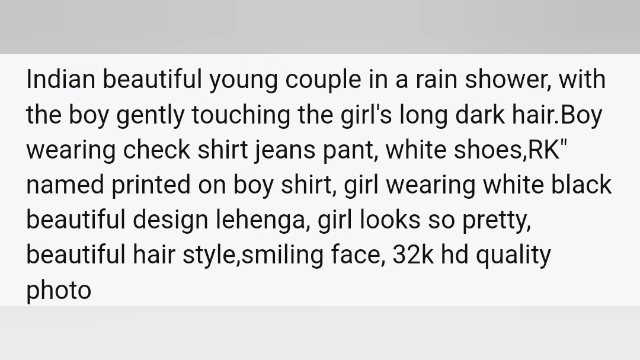 Indian beautiful young couple in a rain shower, with
the boy gently touching the girl's long dark hair.Boy
wearing check shirt jeans pant, white shoes,RK"
named printed on boy shirt, girl wearing white black
beautiful design lehenga, girl looks so pretty,
beautiful hair style,smiling face, 32k hd quality
photo